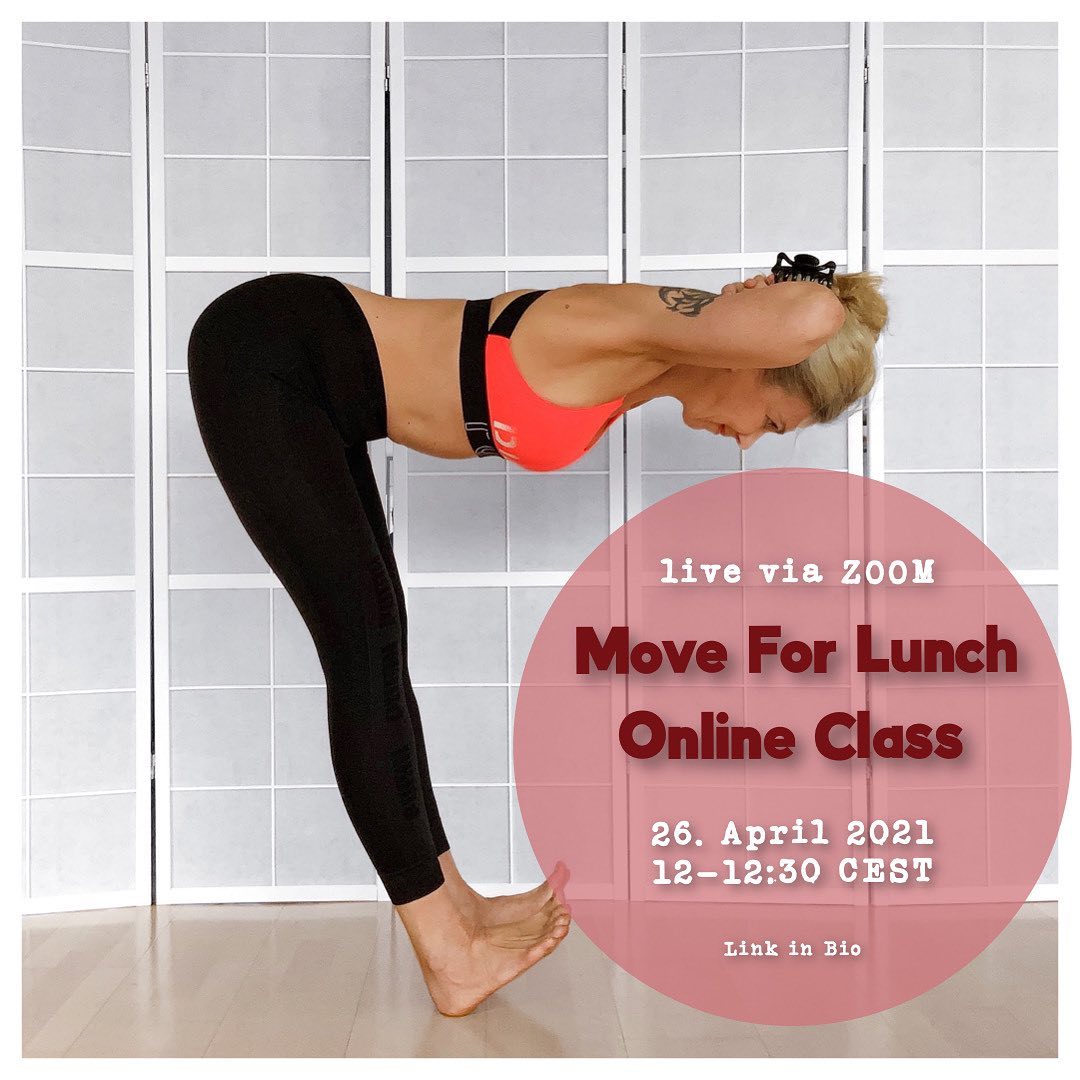 live via ZOOM
Move For Lunch
Online Class
26. April 2021
12-12:30 CEST
Link in Bio